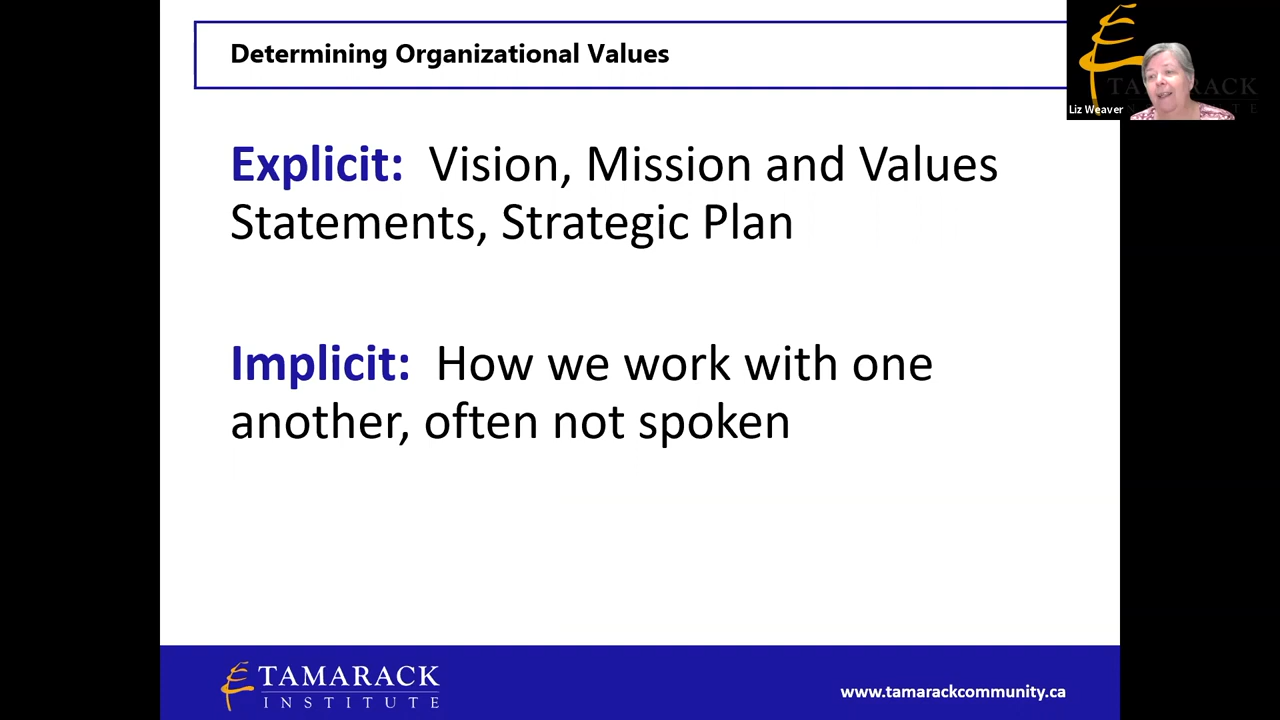 Determining Organizational Values
Explicit: Vision, Mission and Values
Statements, Strategic Plan
Implicit: How we work with one
another, often not spoken
TAMARACK
INSTITUTE
www.tamarackcommunity.ca
Liz Weaver